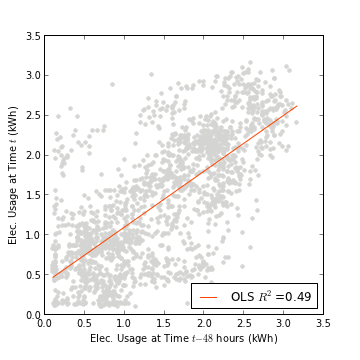 3.5
3.0
2.5
2.0
1.5
1.0
0.5
0.0
Elec. Usage at Time t (kWh)
OLS R² =0.49
0.0 0.5 1.0 1.5 2.0 2.5 3.0 3.5
Elec. Usage at Time t−48 hours (kWh)